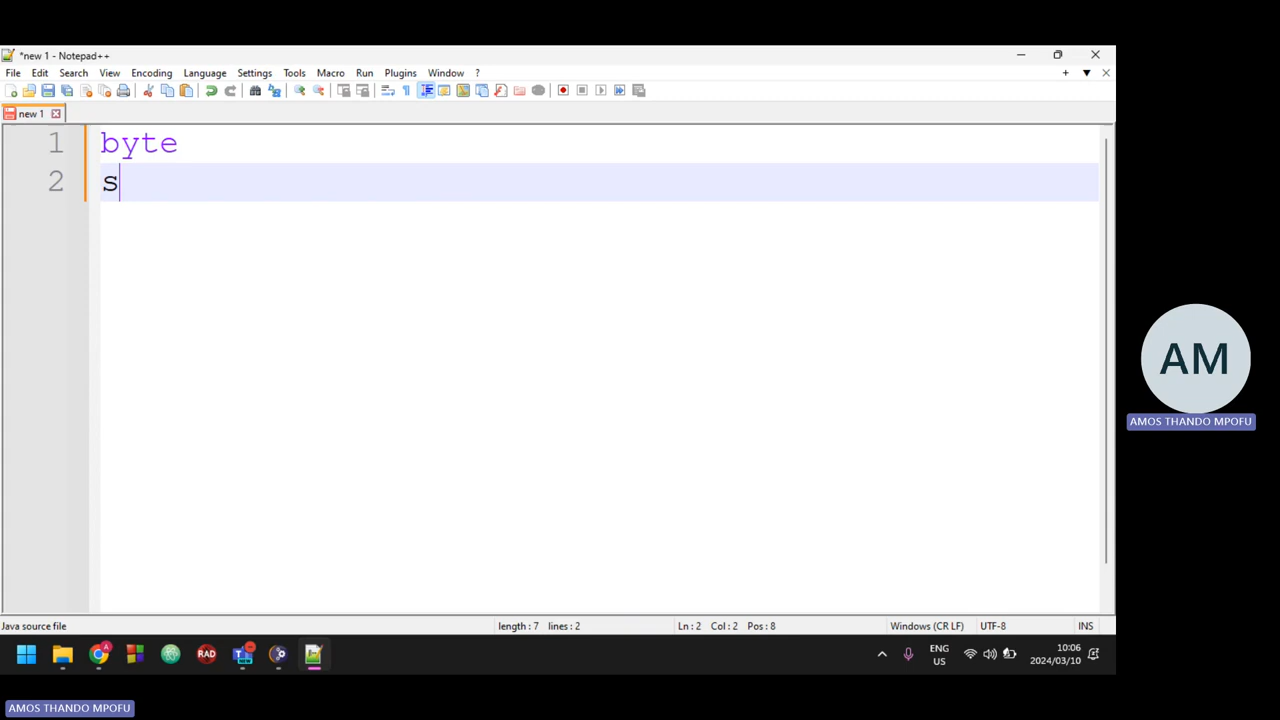 *new 1 - Notepad++
File Edit Search View Encoding Language Settings Tools Macro Run Plugins Window ?
new 1
1 byte
2 s
AM
AMOS THANDO MPOFU
Java source file length : 7 lines : 2 Ln : 2 Col : 2 Pos : 8 Windows (CR LF) UTF-8 INS
RAD
ENG
US
10:06
2024/03/10
AMOS THANDO MPOFU